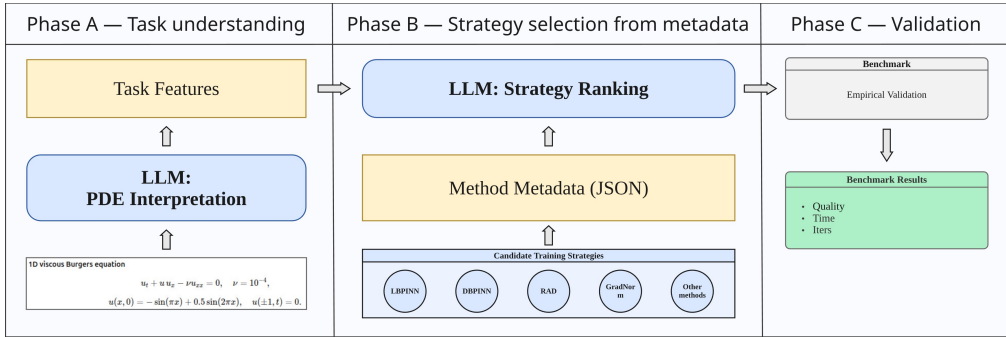 Phase A — Task understanding
Task Features
LLM:
PDE Interpretation
1D viscous Burgers equation
u_t + u u_x − νu_{xx} = 0, ν = 10^{−4},
u(x, 0) = − sin(πx) + 0.5 sin(2πx), u(±1, t) = 0.
Phase B — Strategy selection from metadata
LLM: Strategy Ranking
Method Metadata (JSON)
Candidate Training Strategies
LBPINN
DBPINN
RAD
GradNor
m
Other
methods
Phase C — Validation
Benchmark
Empirical Validation
Benchmark Results
• Quality
• Time
• Iters